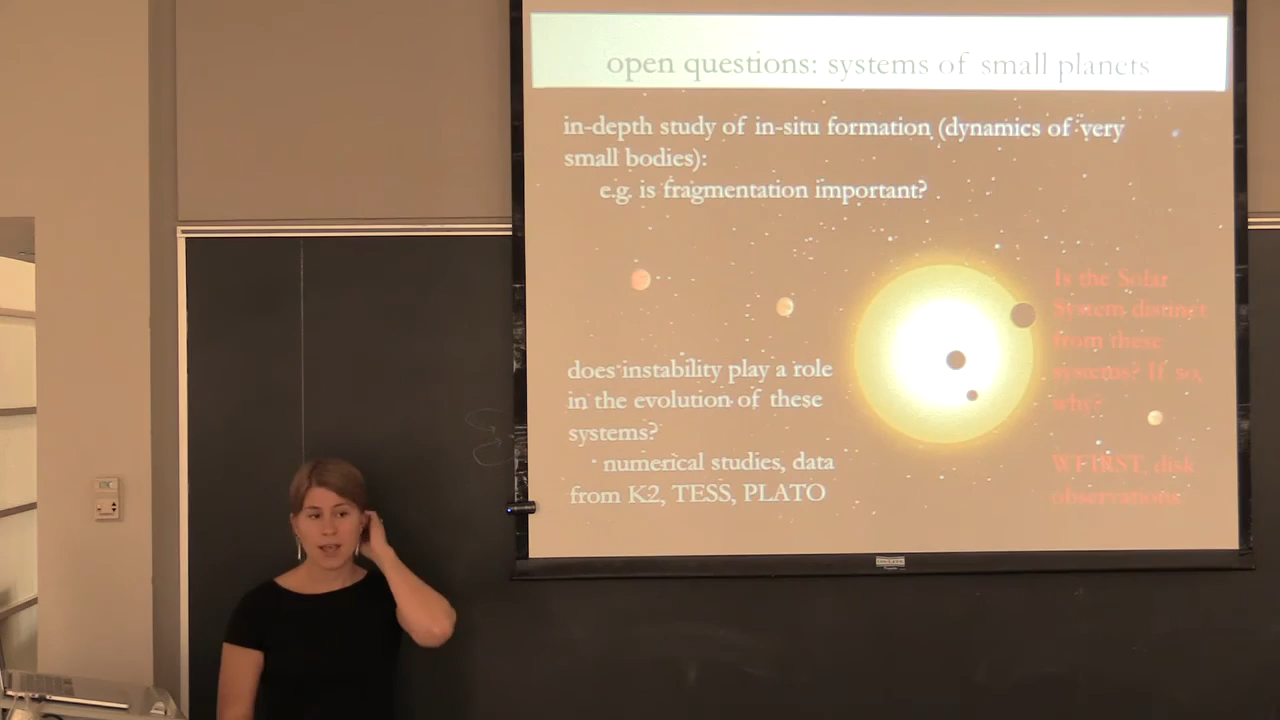 open questions: systems of small planets
in-depth study of in-situ formation (dynamics of very
small bodies):
e.g. is fragmentation important?
does instability play a role
in the evolution of these
systems?
numerical studies, data
from K2, TESS, PLATO
Is the Solar
System distinct
from these
systems? If so,
why?
WFIRST, disk
observations